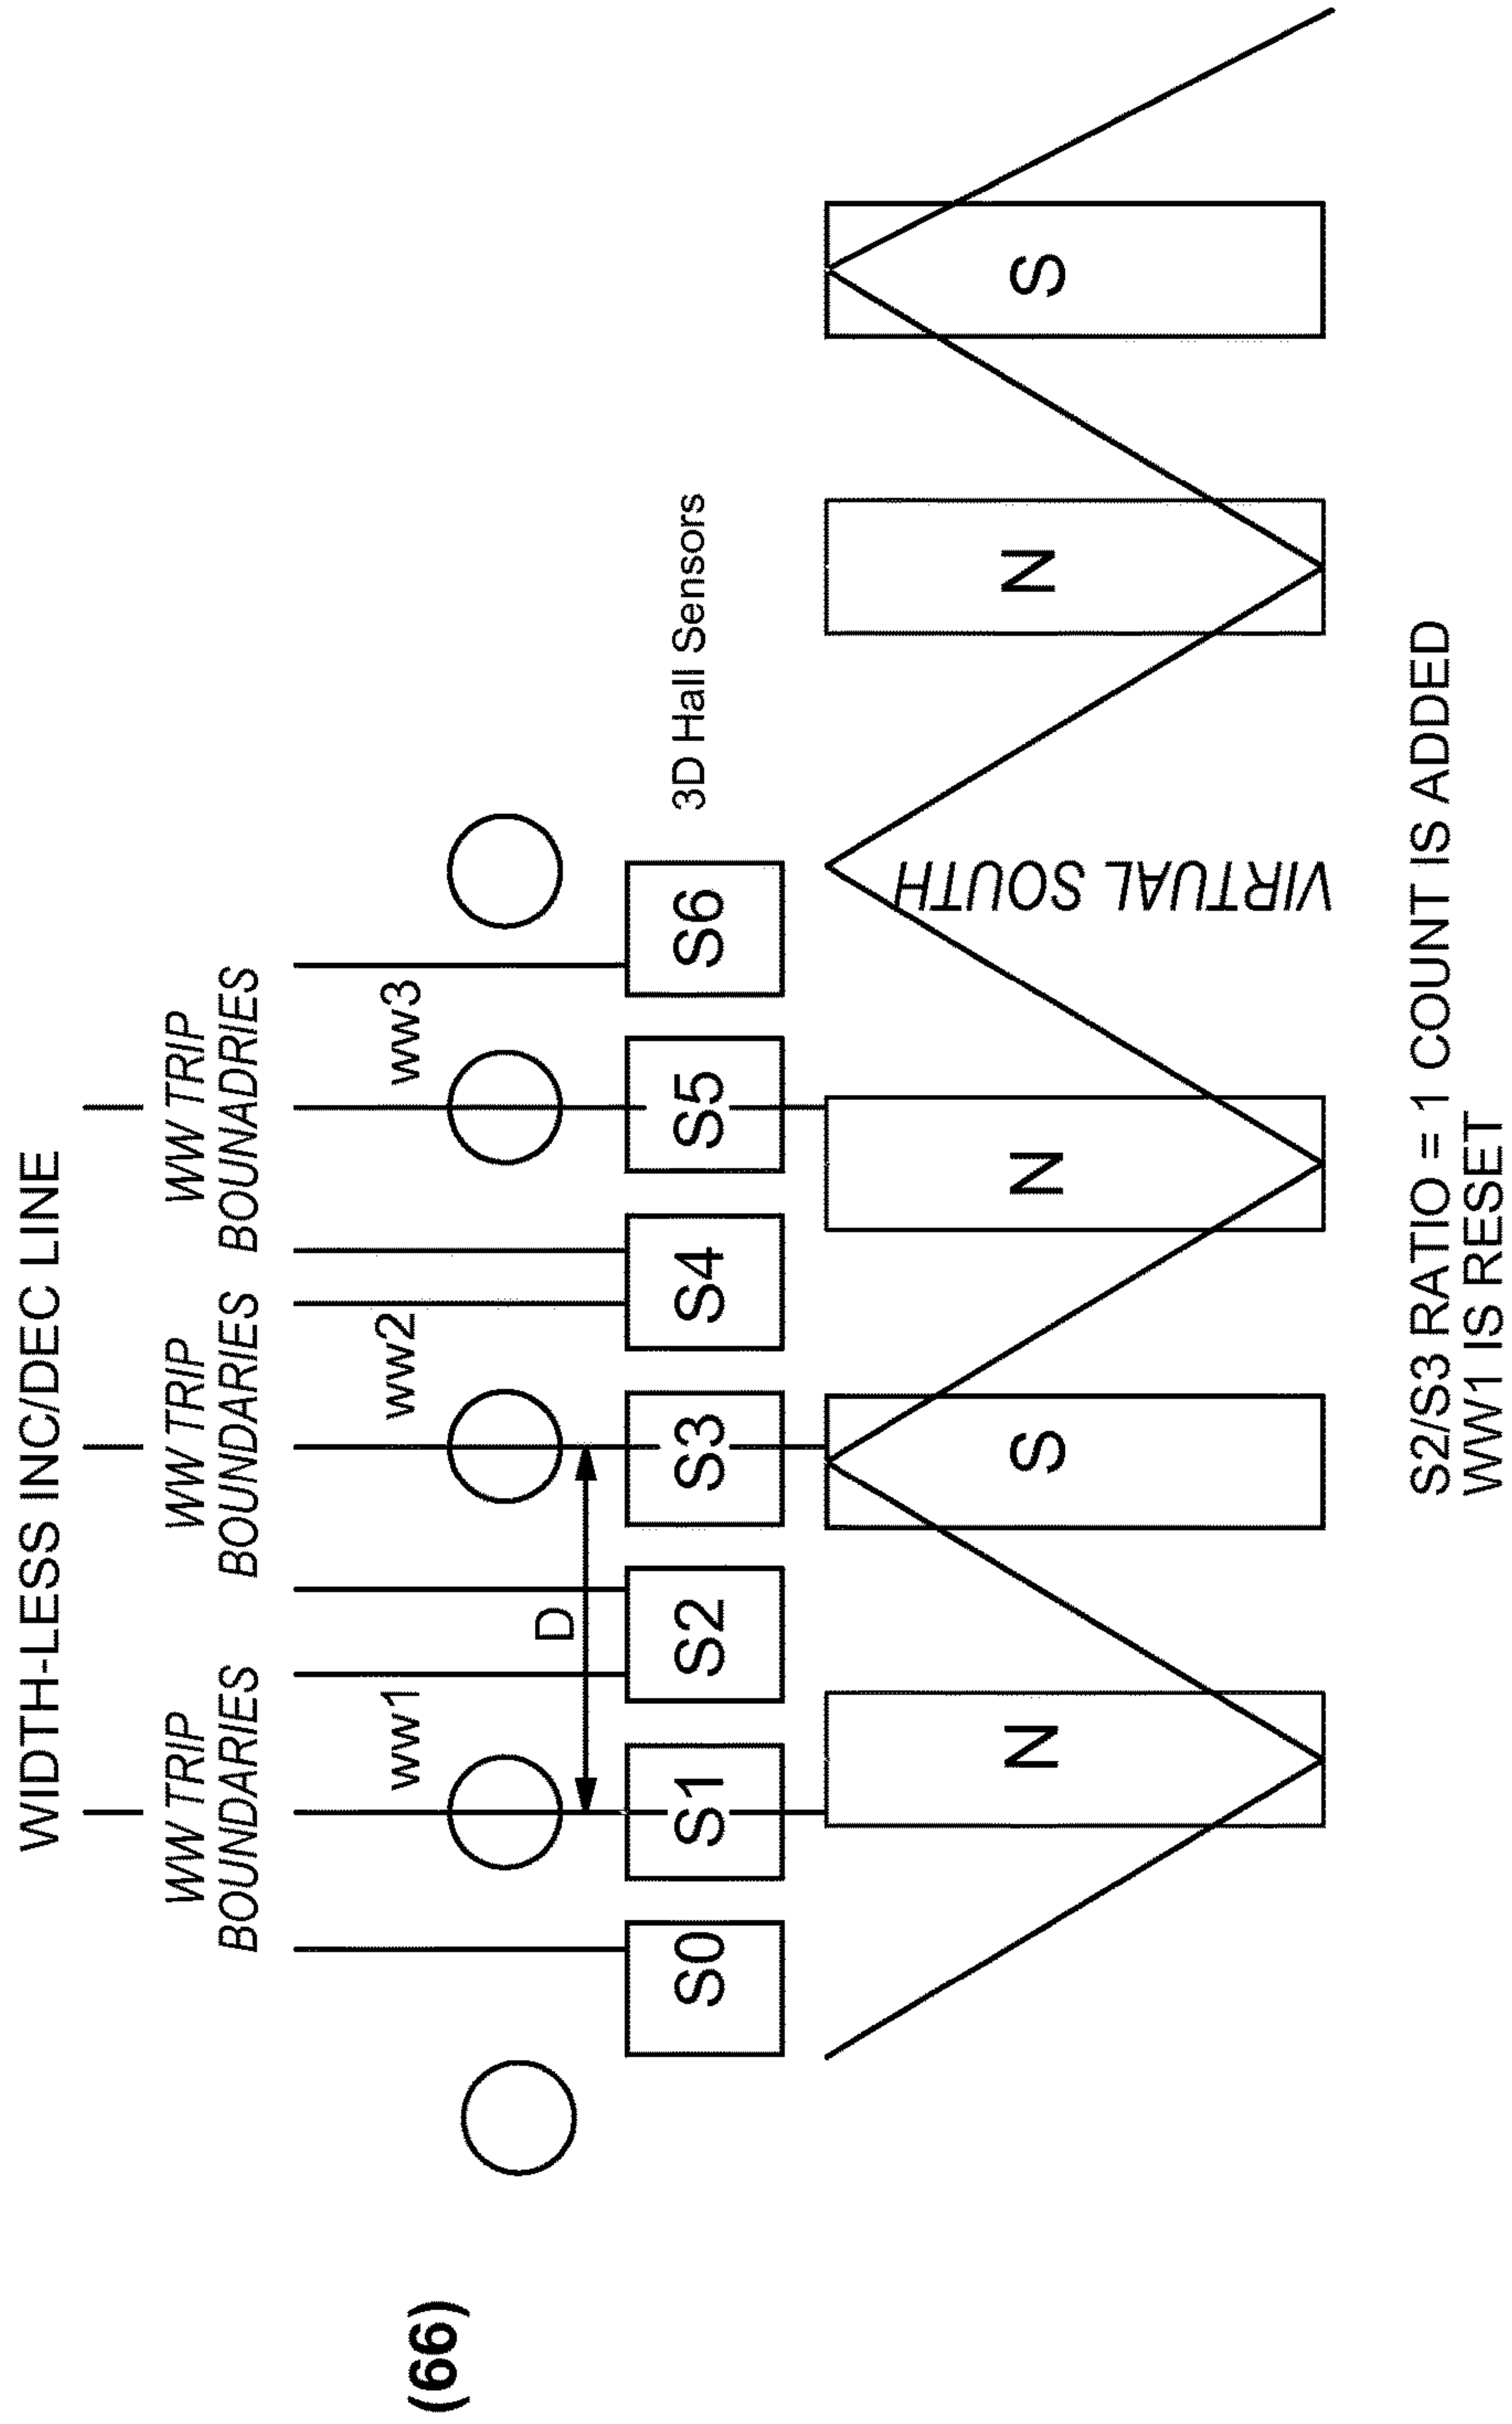 WIDTH-LESS INC/DEC LINE
WW TRIP
BOUNDARIES
WW TRIP
BOUNDARIES
WW TRIP
BOUNADRIES
(66)
ww1
ww2
ww3
D
S0
S1
S2
S3
S4
S5
S6
3D Hall Sensors
N
S
N
VIRTUAL SOUTH
N
S
S2/S3 RATIO = 1 COUNT IS ADDED
WW1 IS RESET